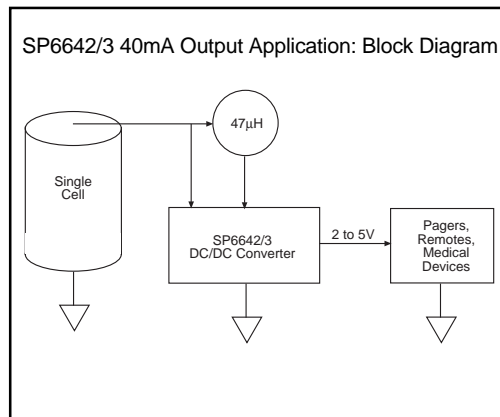 SP6642/3 40mA Output Application: Block Diagram
47μH
Single
Cell
SP6642/3
DC/DC Converter
2 to 5V
Pagers,
Remotes,
Medical
Devices